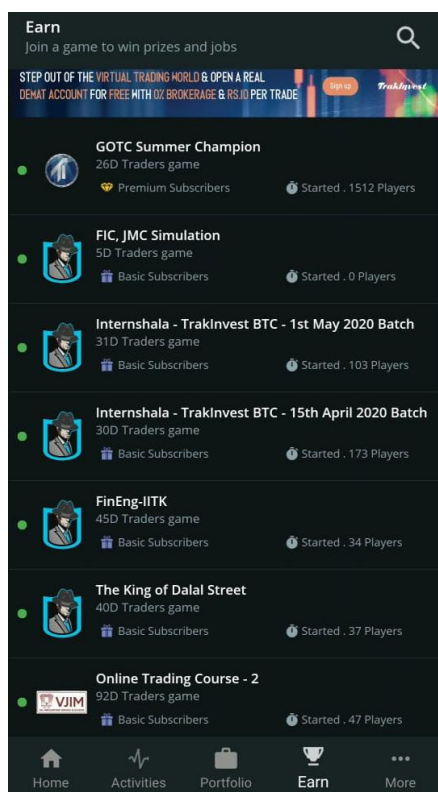 Earn
Join a game to win prizes and jobs
STEP OUT OF THE VIRTUAL TRADING WORLD & OPEN A REAL
DEMAT ACCOUNT FOR FREE WITH 0% BROKERAGE & RS.10 PER TRADE
Sign up
TrakInvest
GOTC Summer Champion
26D Traders game
Premium Subscribers
Started . 1512 Players
FIC, JMC Simulation
5D Traders game
Basic Subscribers
Started . 0 Players
Internshala - TrakInvest BTC - 1st May 2020 Batch
31D Traders game
Basic Subscribers
Started . 103 Players
Internshala - TrakInvest BTC - 15th April 2020 Batch
30D Traders game
Basic Subscribers
Started . 173 Players
FinEng-IITK
45D Traders game
Basic Subscribers
Started . 34 Players
The King of Dalal Street
40D Traders game
Basic Subscribers
Started . 37 Players
Online Trading Course - 2
VJIM
92D Traders game
Basic Subscribers
Started . 47 Players
Home
Activities
Portfolio
Earn
More